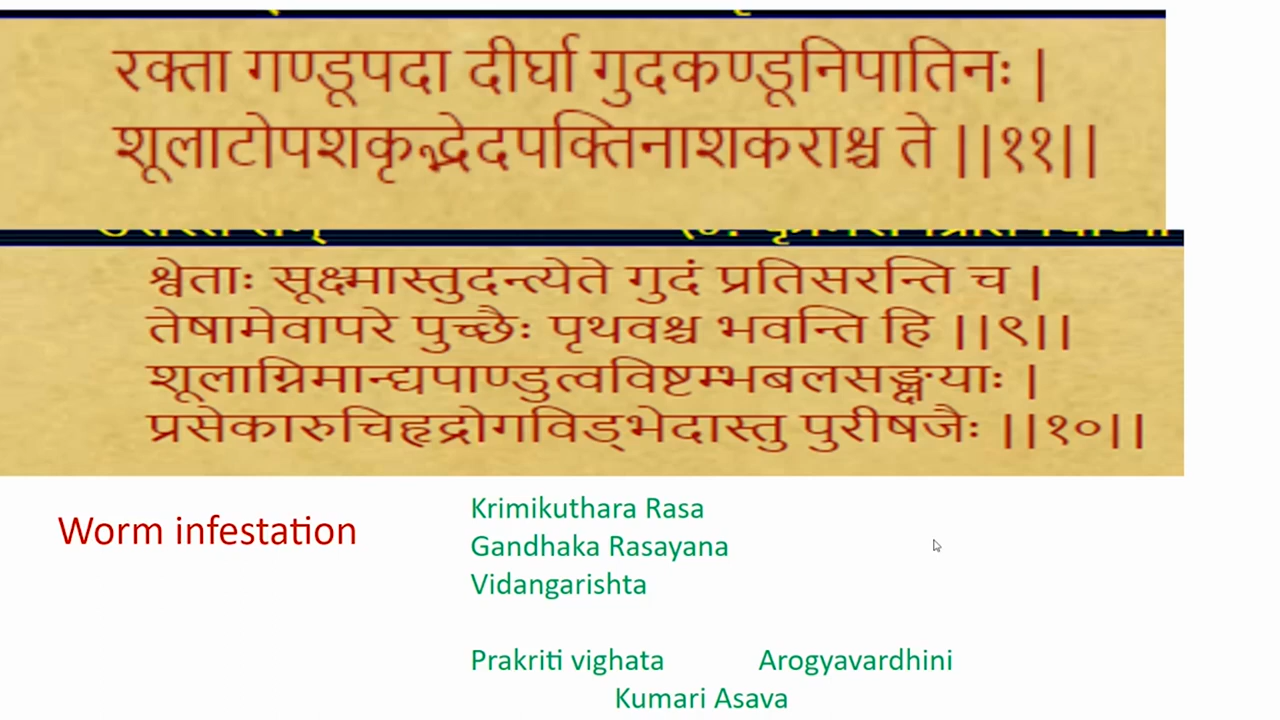 रक्ता गण्डूपदा दीर्घा गुदकण्डूनिपातिनः |
शूलाटोपशकृद्भेदपक्तिनाशकराश्च ते ||११||
श्वेताः सूक्ष्मास्तुदन्त्येते गुदं प्रतिसरन्ति च |
तेषामेवापरे पुच्छैः पृथवश्च भवन्ति हि ||९||
शूलाग्निमान्द्यपाण्डुत्वविष्टम्भबलसङ्क्षयाः |
प्रसेकारुचिहृद्रोगविड्भेदास्तु पुरीषजैः ||१०||
Worm infestation
Krimikuthara Rasa
Gandhaka Rasayana
Vidangarishta
Prakriti vighata Arogyavardhini
Kumari Asava